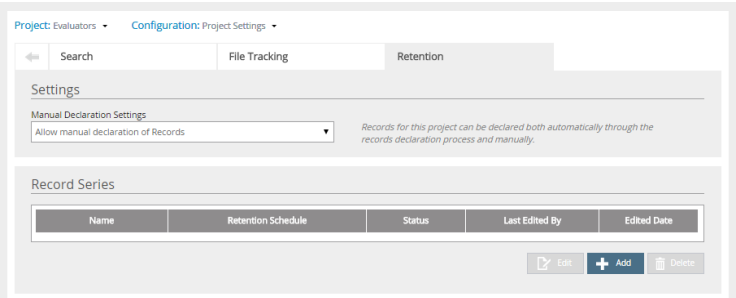 Project: Evaluators Configuration: Project Settings
Search File Tracking Retention
Settings
Manual Declaration Settings
Allow manual declaration of Records
Records for this project can be declared both automatically through the
records declaration process and manually.
Record Series
Name Retention Schedule Status Last Edited By Edited Date
Edit Add Delete